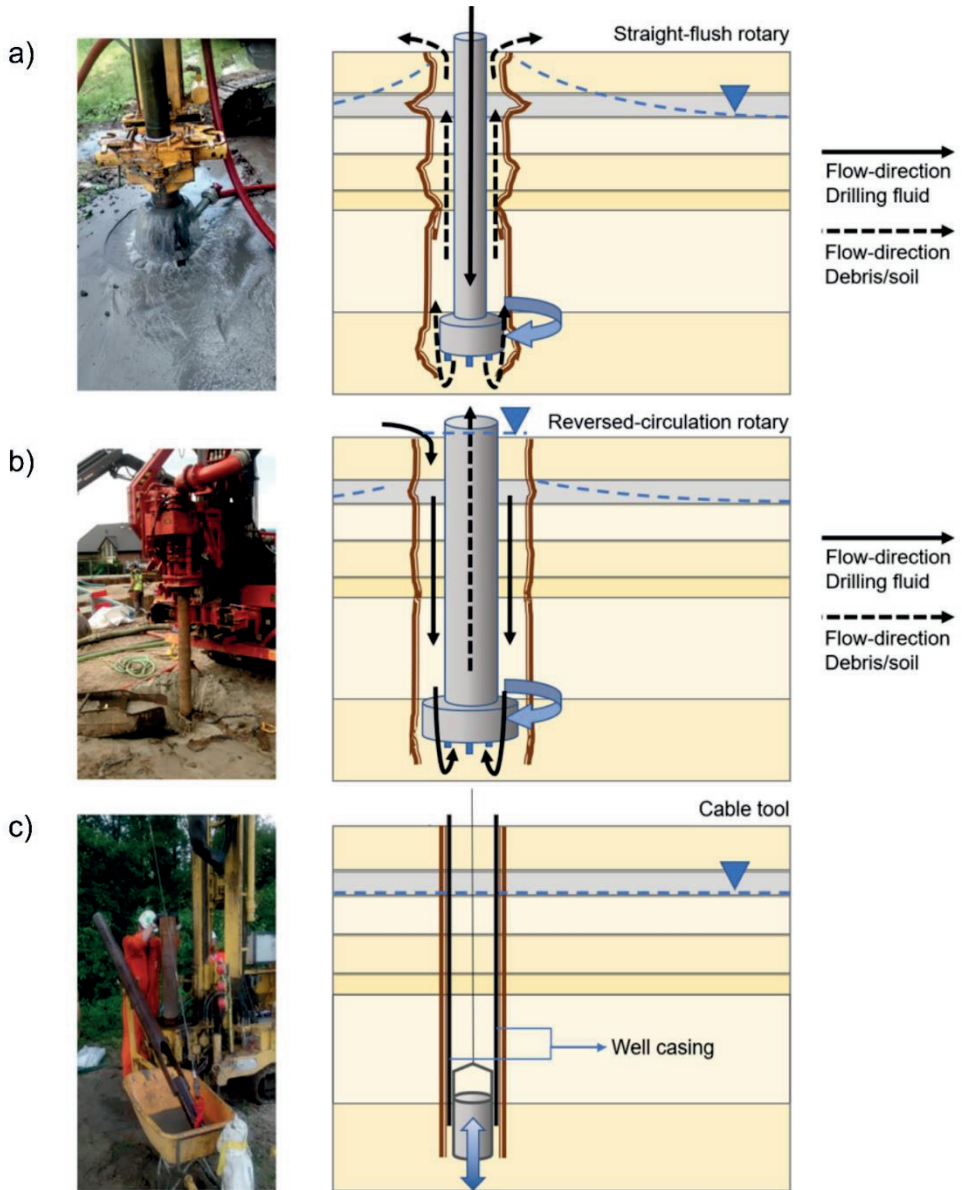 a)
Straight-flush rotary
Flow-direction
Drilling fluid
Flow-direction
Debris/soil
b)
Reversed-circulation rotary
Flow-direction
Drilling fluid
Flow-direction
Debris/soil
c)
Cable tool
Well casing